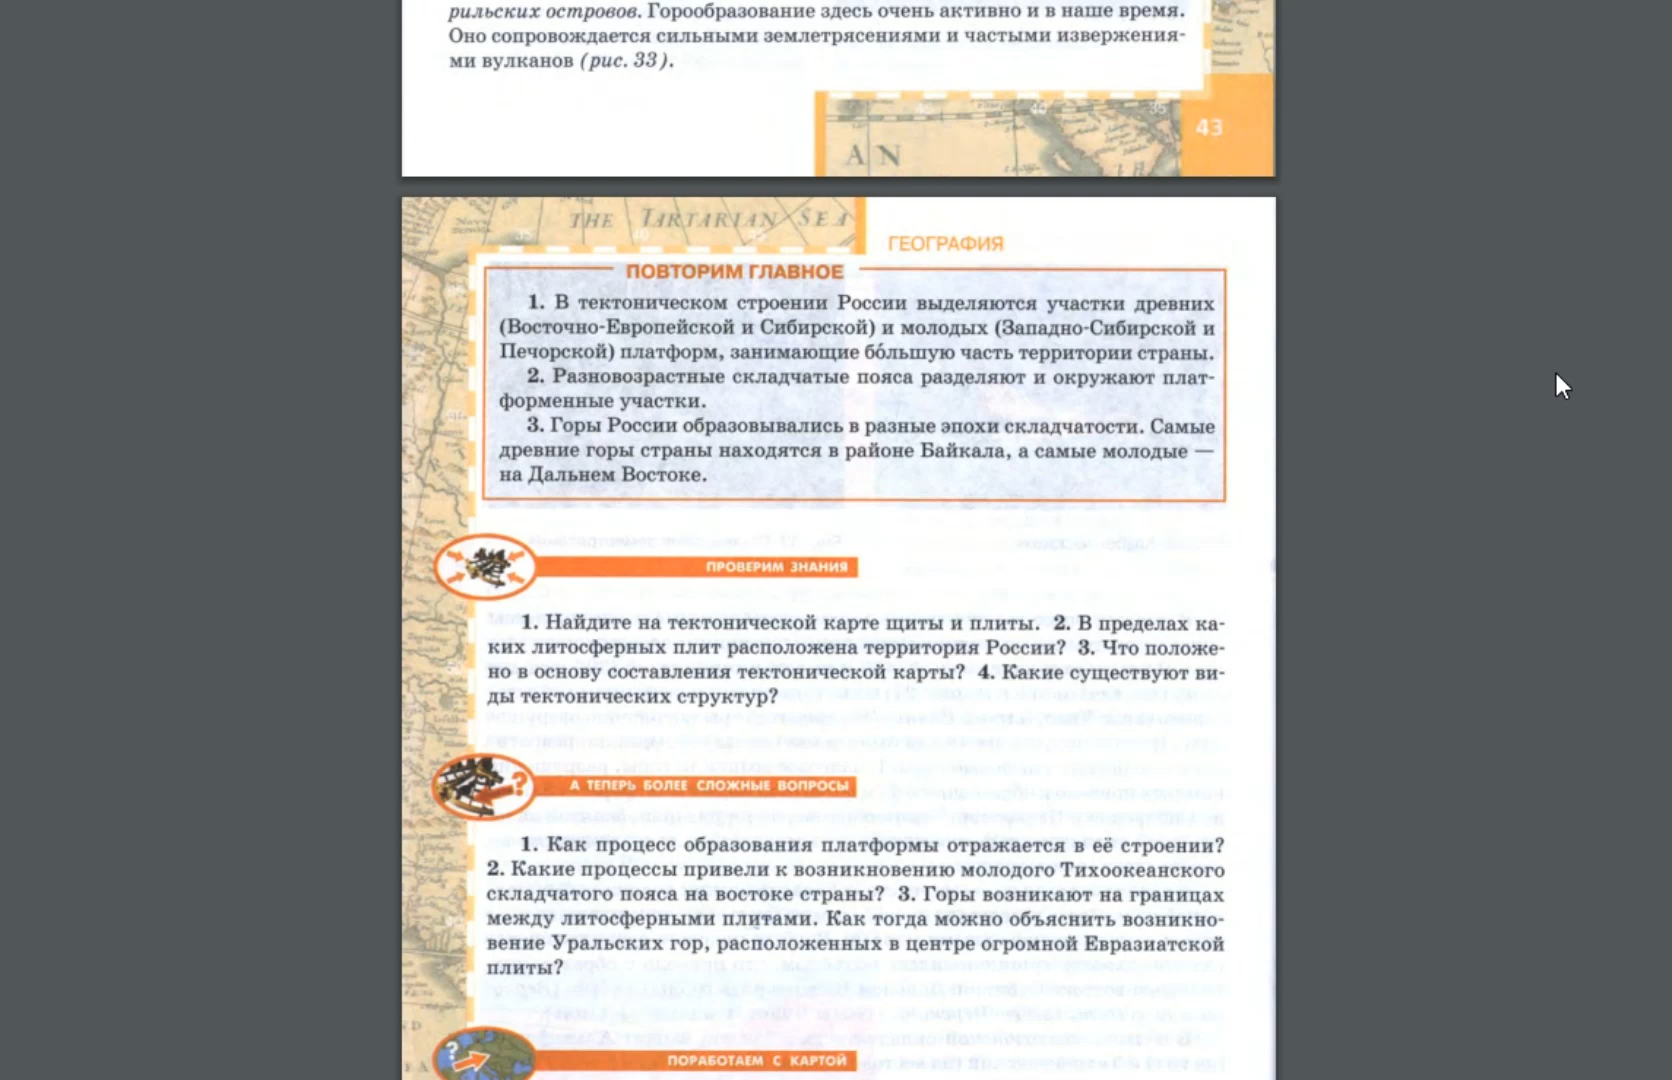 рильских островов. Горообразование здесь очень активно и в наше время.
Оно сопровождается сильными землетрясениями и частыми извержения-
ми вулканов (рис. 33).
40
35
AN
43
THE TARTARIAN SEA
ГЕОГРАФИЯ
ПОВТОРИМ ГЛАВНОЕ
1. В тектоническом строении России выделяются участки древних
(Восточно-Европейской и Сибирской) и молодых (Западно-Сибирской и
Печорской) платформ, занимающие бо́льшую часть территории страны.
2. Разновозрастные складчатые пояса разделяют и окружают плат-
форменные участки.
3. Горы России образовывались в разные эпохи складчатости. Самые
древние горы страны находятся в районе Байкала, а самые молодые —
на Дальнем Востоке.
ПРОВЕРИМ ЗНАНИЯ
1. Найдите на тектонической карте щиты и плиты. 2. В пределах ка-
ких литосферных плит расположена территория России? 3. Что положе-
но в основу составления тектонической карты? 4. Какие существуют ви-
ды тектонических структур?
?
А ТЕПЕРЬ БОЛЕЕ СЛОЖНЫЕ ВОПРОСЫ
1. Как процесс образования платформы отражается в её строении?
2. Какие процессы привели к возникновению молодого Тихоокеанского
складчатого пояса на востоке страны? 3. Горы возникают на границах
между литосферными плитами. Как тогда можно объяснить возникно-
вение Уральских гор, расположенных в центре огромной Евразиатской
плиты?
?
ПОРАБОТАЕМ С КАРТОЙ